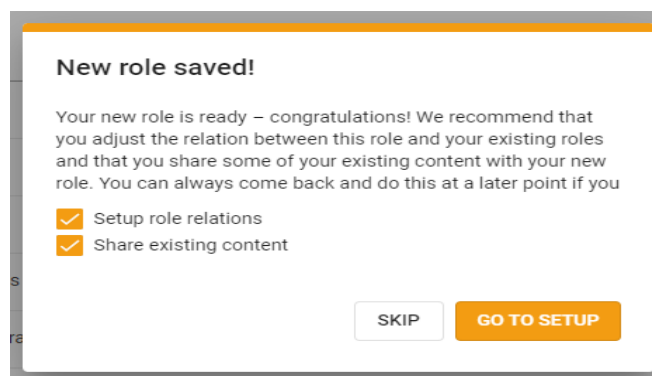 New role saved!
Your new role is ready – congratulations! We recommend that
you adjust the relation between this role and your existing roles
and that you share some of your existing content with your new
role. You can always come back and do this at a later point if you
Setup role relations
Share existing content
s
ra
SKIP
GO TO SETUP